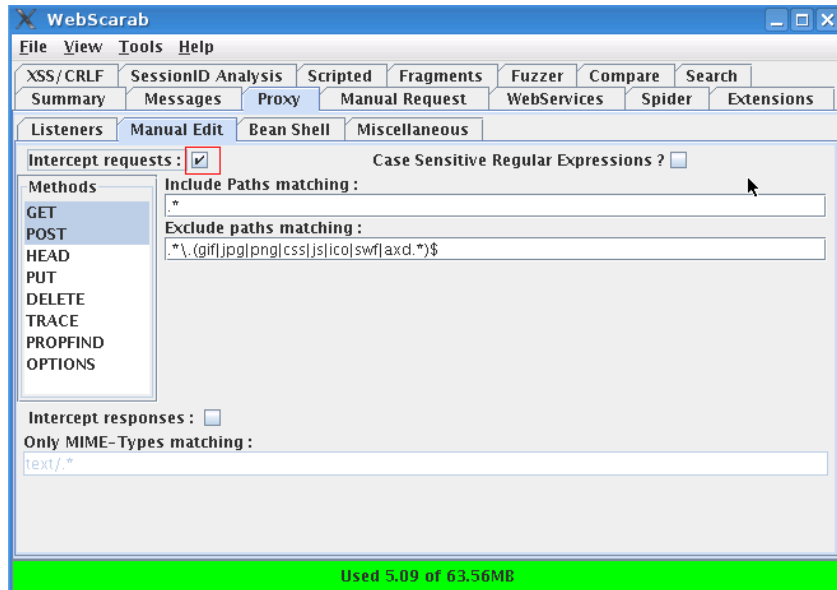 WebScarab
File View Tools Help
XSS/CRLF SessionID Analysis Scripted Fragments Fuzzer Compare Search
Summary Messages Proxy Manual Request WebServices Spider Extensions
Listeners Manual Edit Bean Shell Miscellaneous
Intercept requests : Case Sensitive Regular Expressions ?
Methods
GET
POST
HEAD
PUT
DELETE
TRACE
PROPFIND
OPTIONS
Include Paths matching :
.*
Exclude paths matching :
.*\.(gif|jpg|png|css|js|ico|swf|axd.*)$
Intercept responses :
Only MIME-Types matching :
text/.*
Used 5.09 of 63.56MB